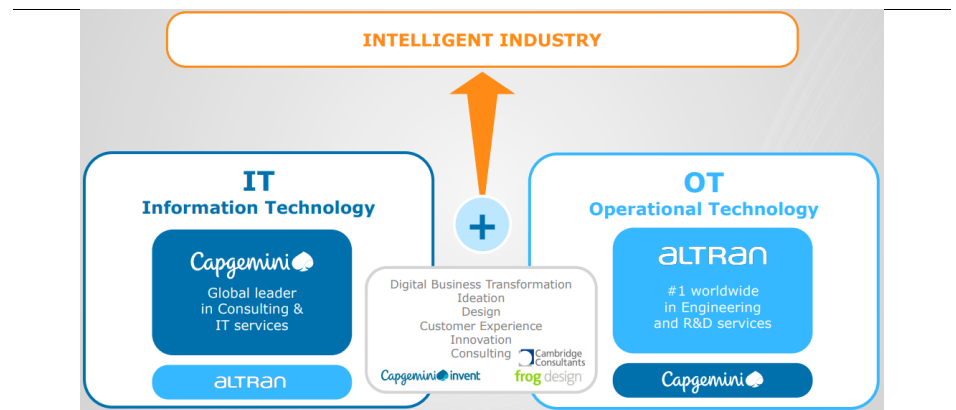 INTELLIGENT INDUSTRY
IT
Information Technology
Capgemini
Global leader
in Consulting &
IT services
aLTRan
+
Digital Business Transformation
Ideation
Design
Customer Experience
Innovation
Consulting
Cambridge
Consultants
Capgemini invent
frog design
OT
Operational Technology
aLTRan
#1 worldwide
in Engineering
and R&D services
Capgemini